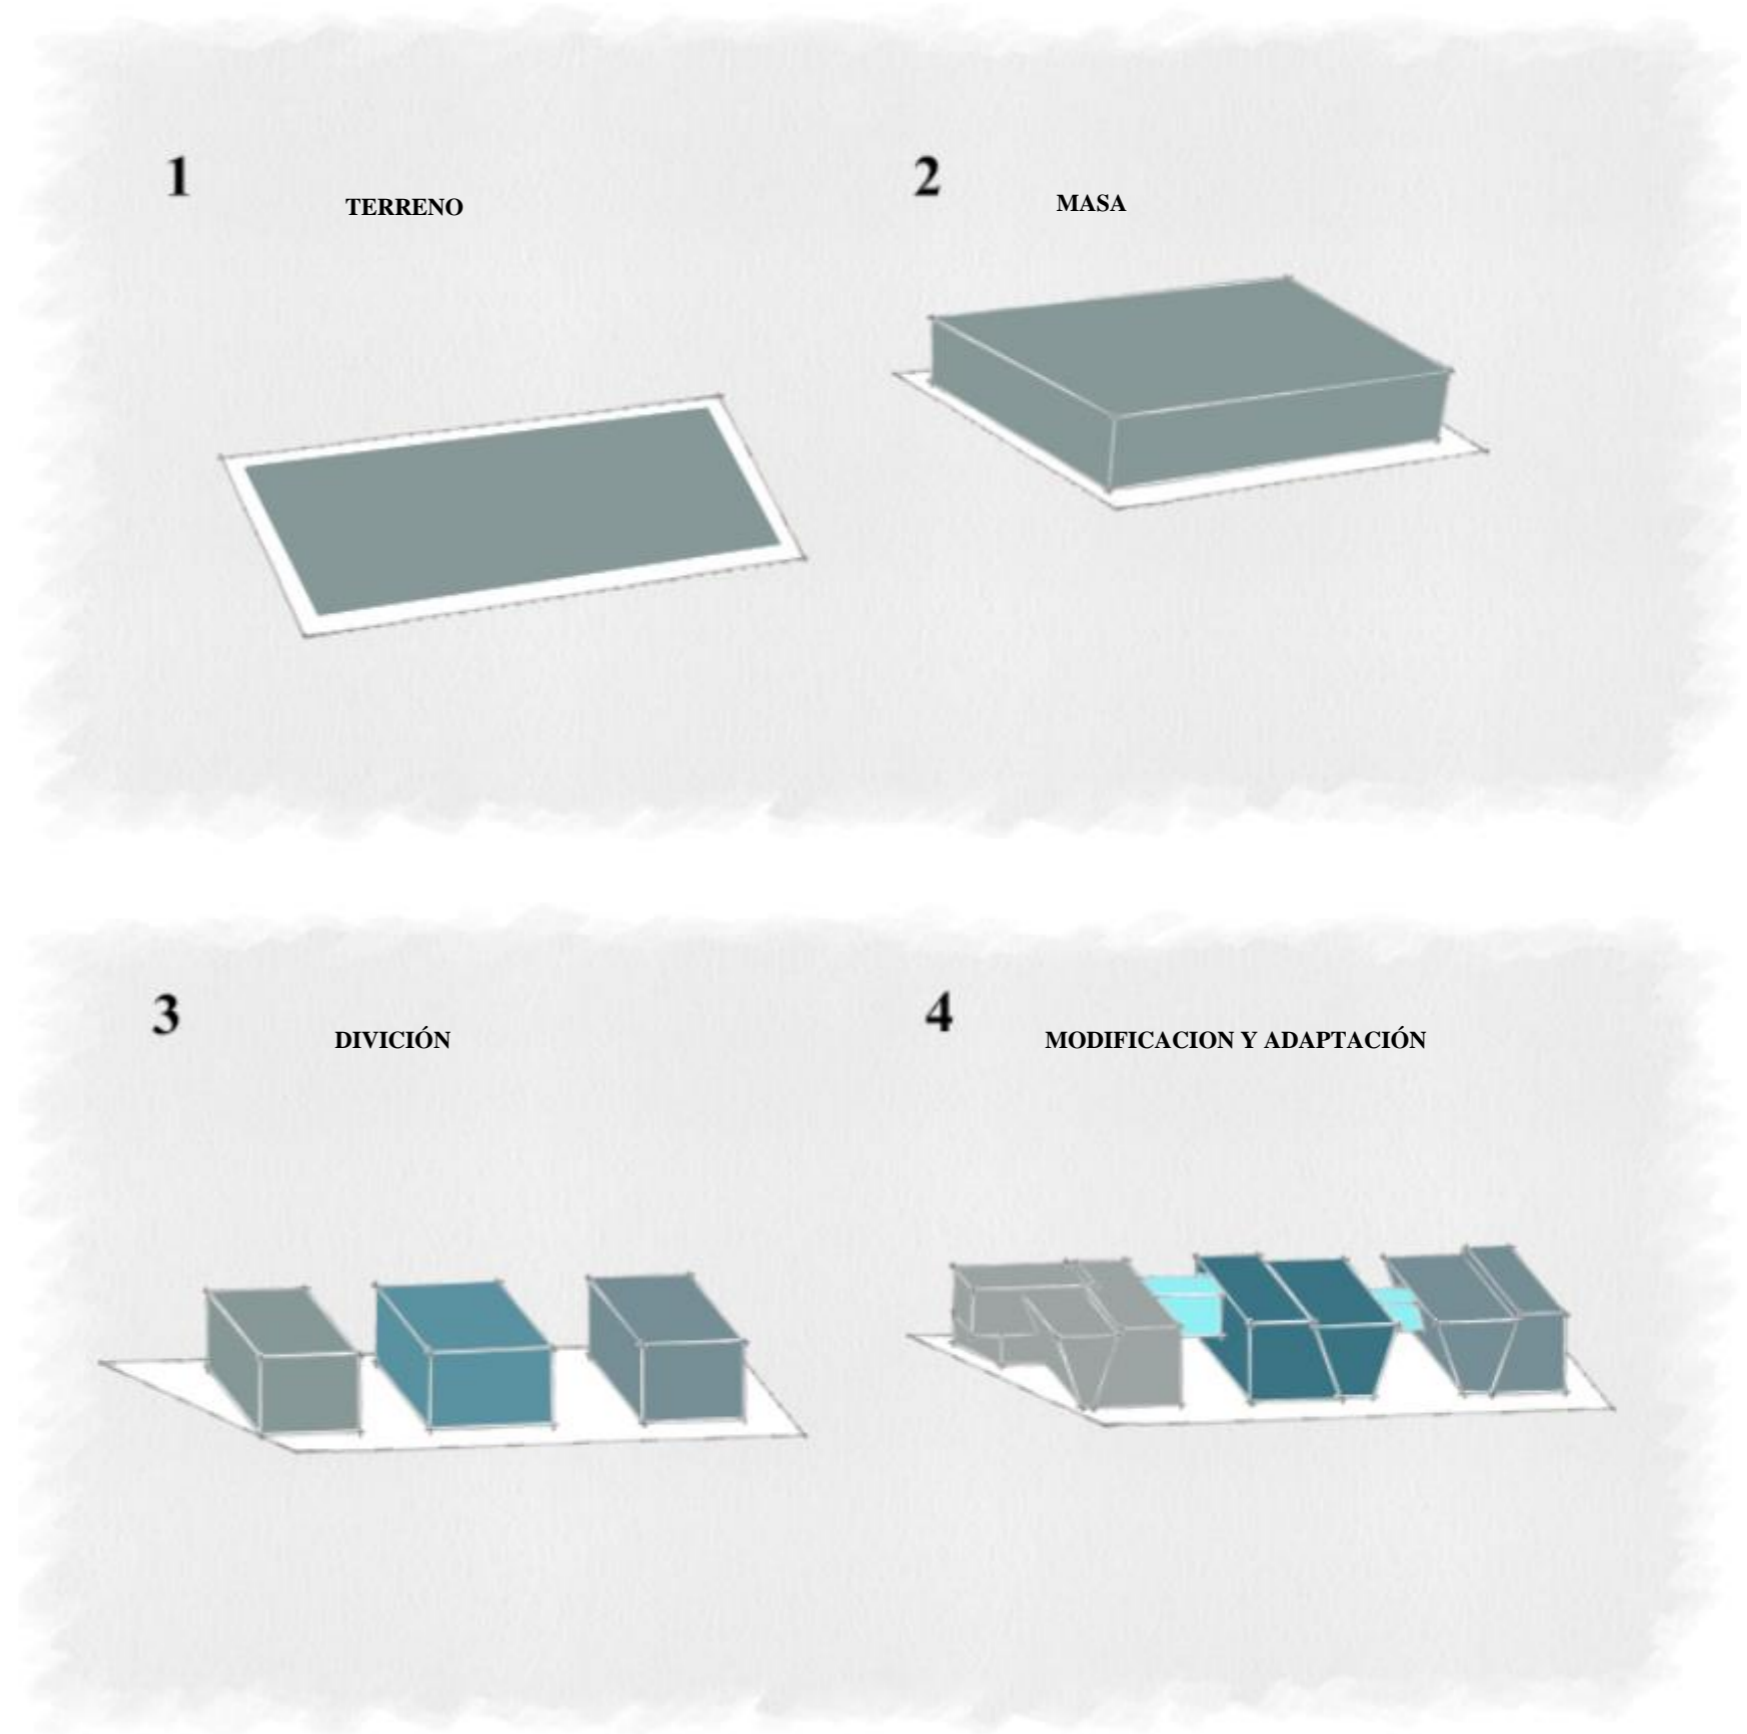 1
TERRENO
2
MASA
3
DIVICIÓN
4
MODIFICACION Y ADAPTACIÓN